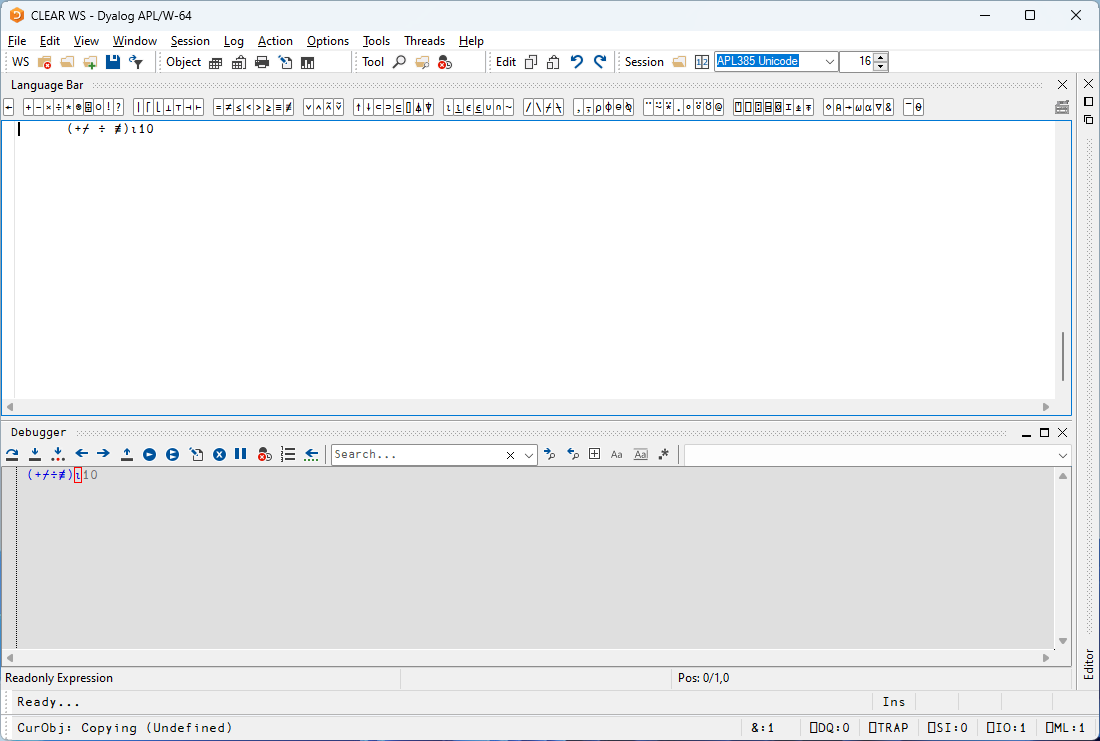 CLEAR WS - Dyalog APL/W-64
File Edit View Window Session Log Action Options Tools Threads Help
WS Object Tool Edit Session APL385 Unicode 16
Language Bar
(+⌿ ÷ ≢)⍳10
Debugger
Search... Aa Aa .*
(+⌿÷≢)⍳10
Editor
Readonly Expression Pos: 0/1,0
Ready... Ins
CurObj: Copying (Undefined) &:1 ⎕DQ:0 ⎕TRAP ⎕SI:0 ⎕IO:1 ⎕ML:1